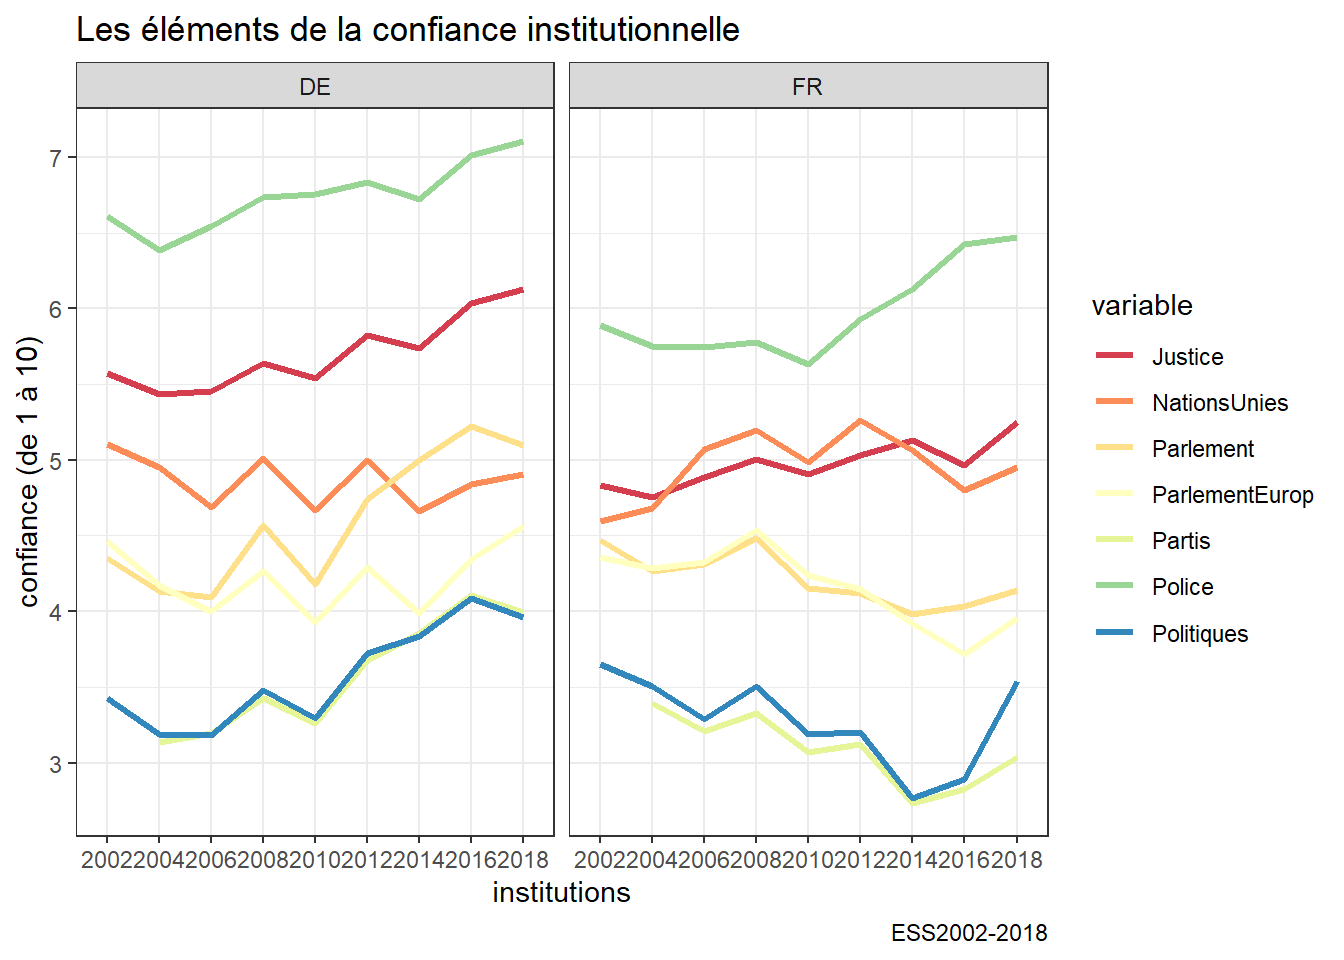 Les éléments de la confiance institutionnelle
DE
FR
7
6
5
4
3
confiance (de 1 à 10)
2002 2004 2006 2008 2010 2012 2014 2016 2018
2002 2004 2006 2008 2010 2012 2014 2016 2018
institutions
variable
Justice
NationsUnies
Parlement
ParlementEurop
Partis
Police
Politiques
ESS2002-2018